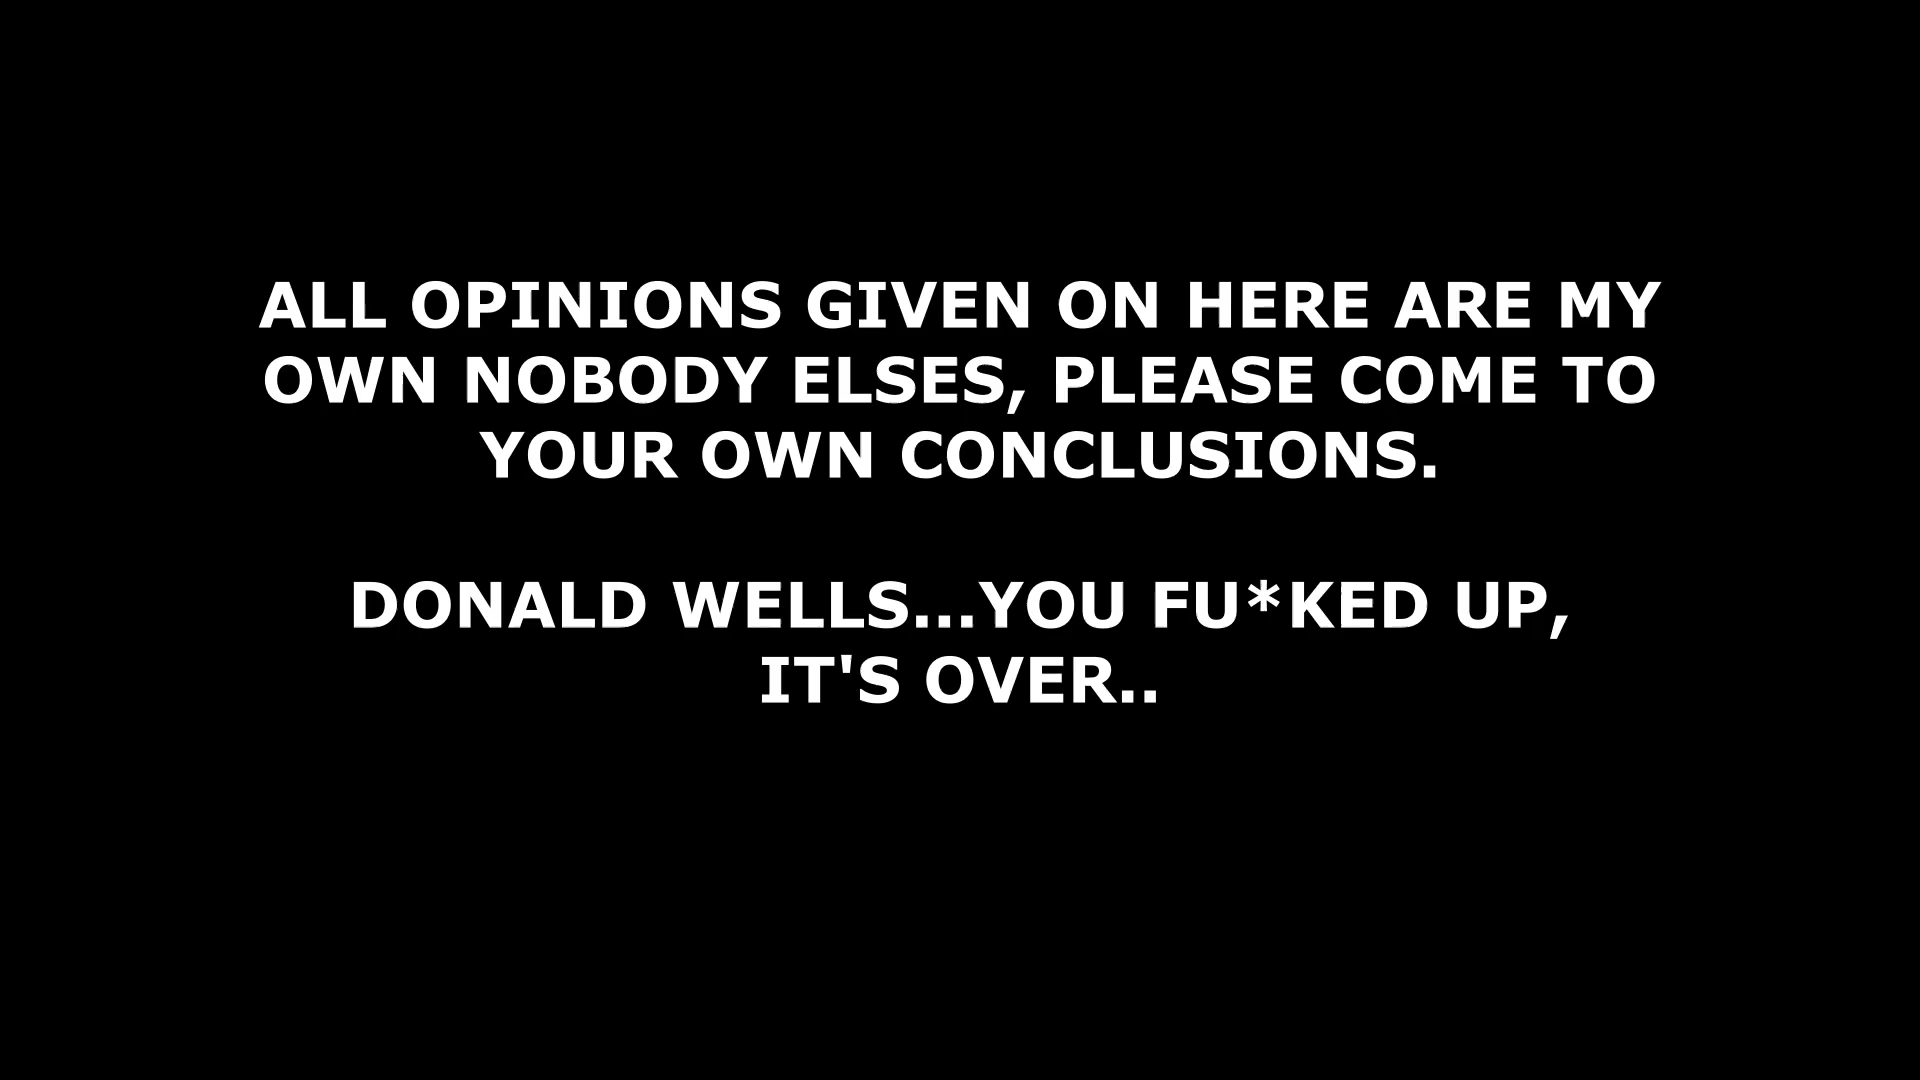 ALL OPINIONS GIVEN ON HERE ARE MY
OWN NOBODY ELSES, PLEASE COME TO
YOUR OWN CONCLUSIONS.
DONALD WELLS...YOU FU*KED UP,
IT'S OVER..